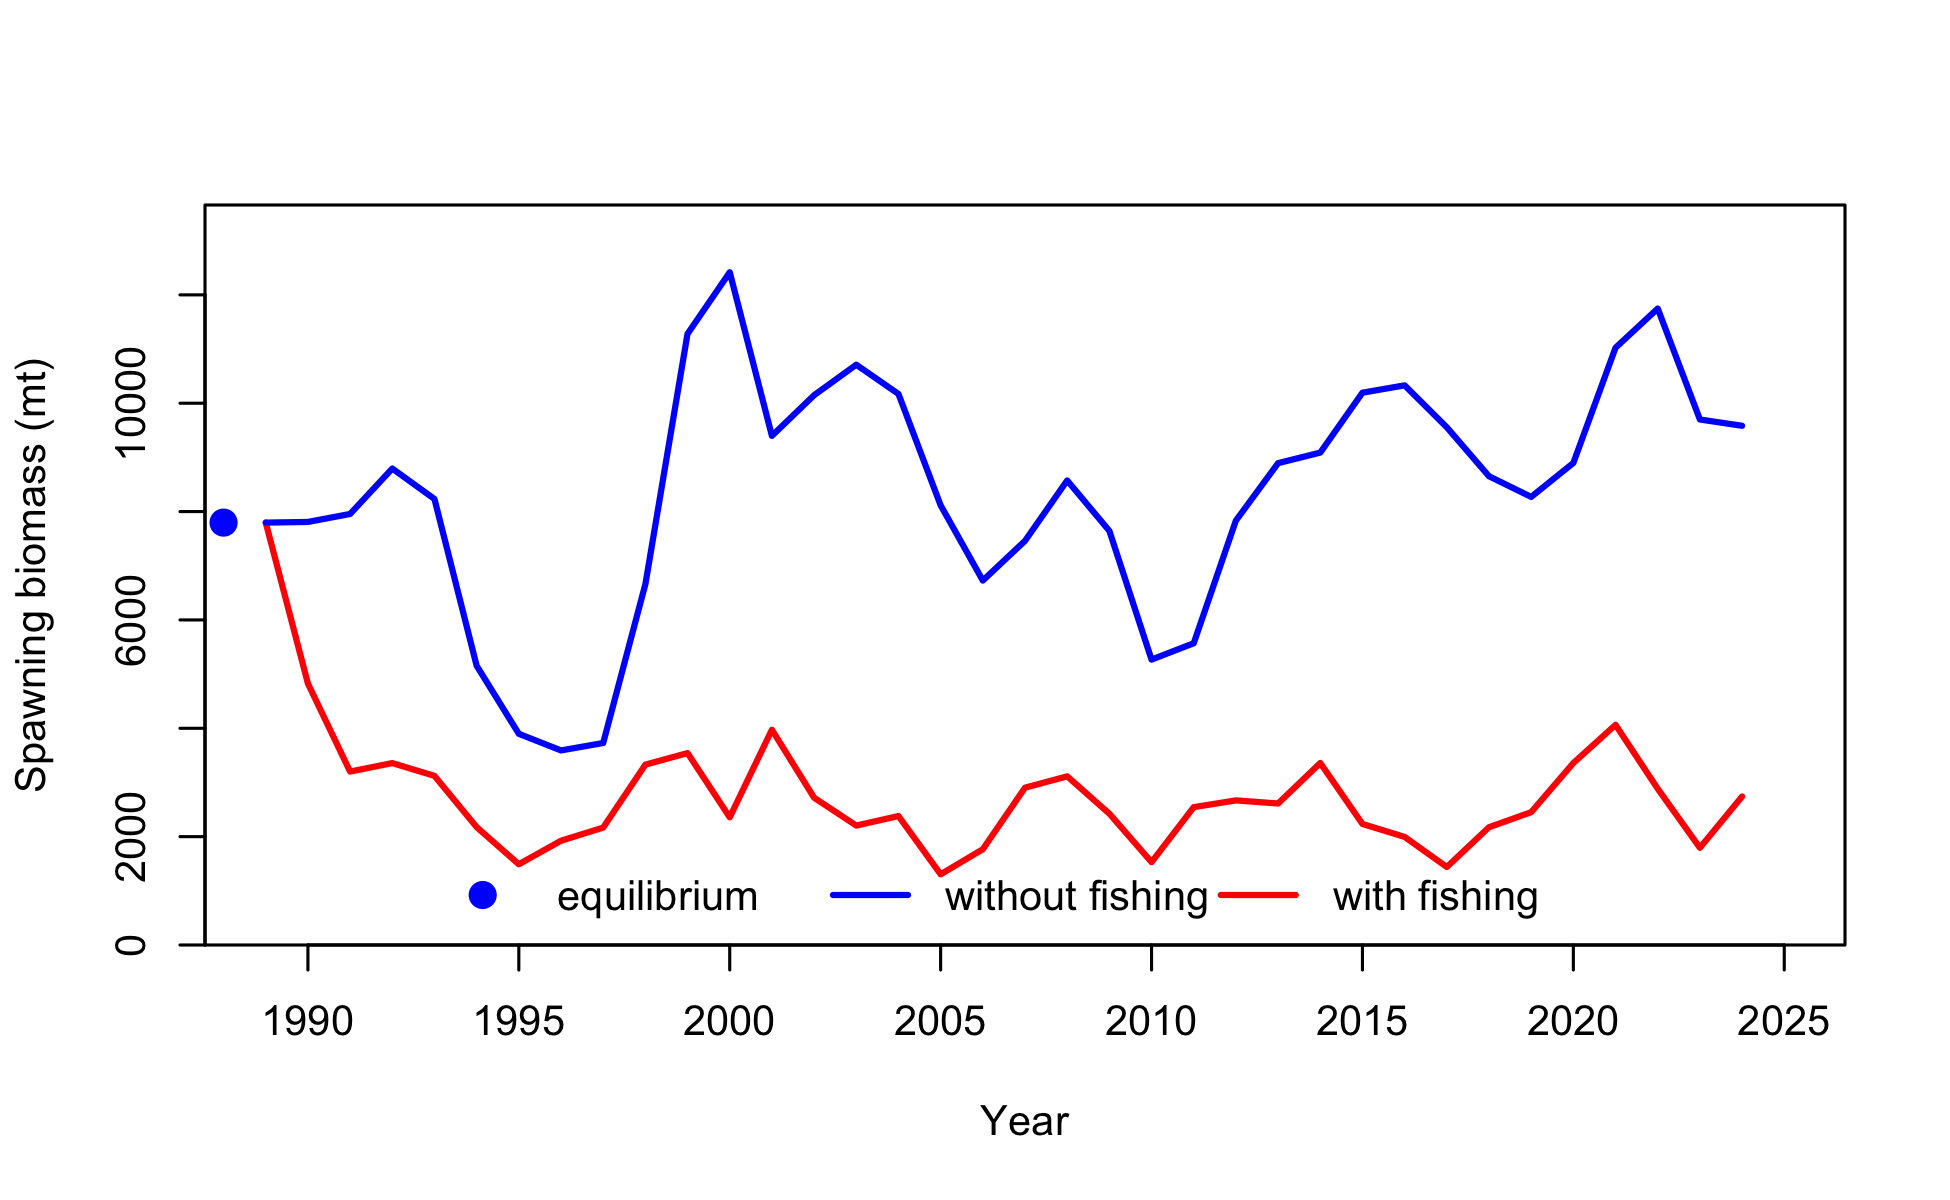 Spawning biomass (mt)
10000
6000
2000
0
equilibrium without fishing with fishing
1990 1995 2000 2005 2010 2015 2020 2025
Year